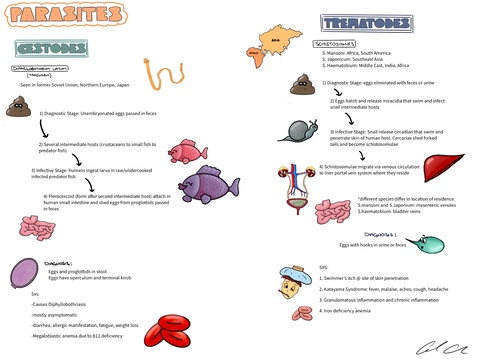 PARASITES
CESTODES
DIPHYLLOBOTHRIUM LATUM
-Seen in former Soviet Union, Northern Europe, Japan
1) Diagnostic Stage: Unembryonated eggs passed in feces
2) Several intermediate hosts (crustaceans to small fish to
predator fish)
3) Infective Stage: humans ingest larva in raw/undercooked
infected predator fish.
4) Plerocercoid (form after second intermediate host) attach in
human small intestine and shed eggs from proglottids passed
in feces
DIAGNOSIS:
Eggs and proglottids in stool
Eggs have operculum and terminal knob
Sxs:
-Causes Diphyllobothriasis
-mostly asymptomatic
-diarrhea, allergic manifestation, fatigue, weight loss
-Megaloblastic anemia due to B12 deficiency
TREMATODES
SCHISTOSOMES
S. Mansoni: Africa, South America
S. Japonicum: Southeast Asia
S. Haematobium: Middle East, India, Africa
ASIA
AFRICA
1) Diagnostic Stage: eggs eliminated with feces or urine
2) Eggs hatch and release miracidia that swim and infect
snail intermediate hosts
3) Infective Stage: Snail release circadian that swim and
penetrate skin of human host. Cercariae shed forked
tails and become schistosomulae
4) Schistosomulae migrate via venous circulation
to liver portal vein system where they reside
*different species differ in location of residence
S.mansoni and S.Japonium: mesenteric venules
S.haematobium: bladder veins
DIAGNOSIS:
Eggs with hooks in urine or feces
SXS:
1. Swimmer's itch @ site of skin penetration
2. Katayama Syndrome: fever, malaise, aches, cough, headache
3. Granulomatous inflammation and chronic inflammation
4. Iron deficiency anemia